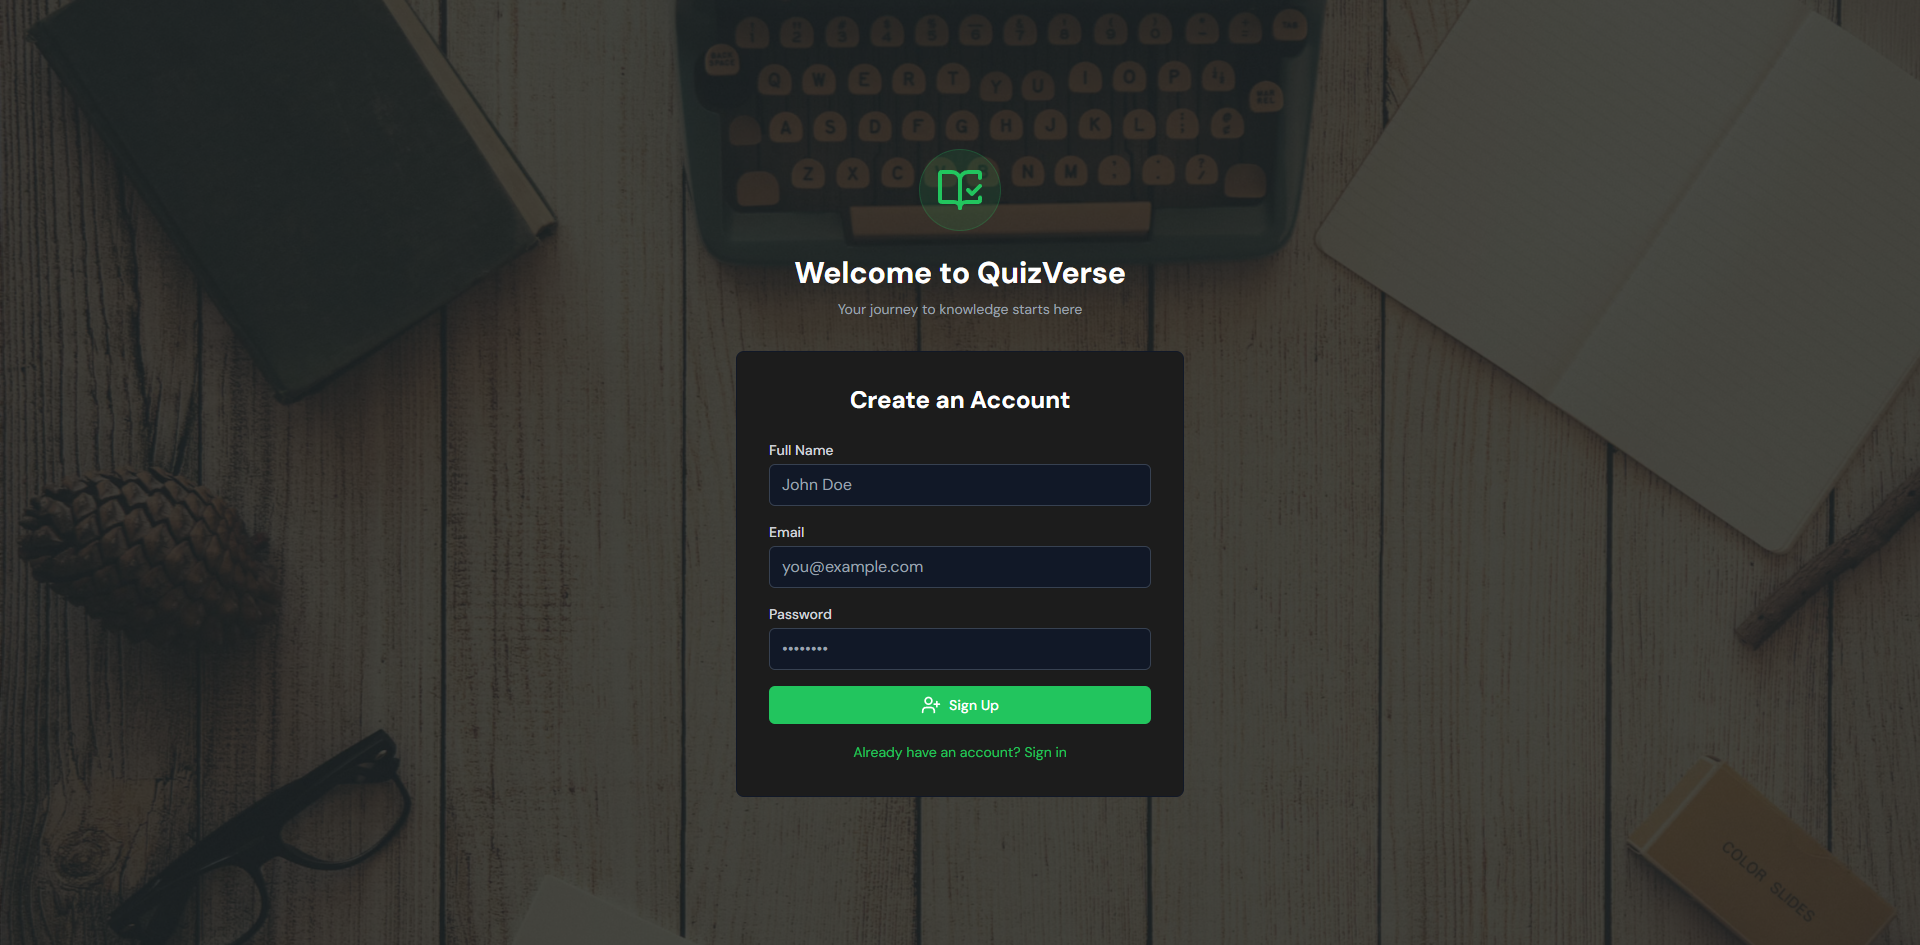 Q W E R T Y U I O P
A S D F G H J K L
Z X C N M
Welcome to QuizVerse
Your journey to knowledge starts here
Create an Account
Full Name
John Doe
Email
you@example.com
Password
••••••••
Sign Up
Already have an account? Sign in
COLOR SLIDES